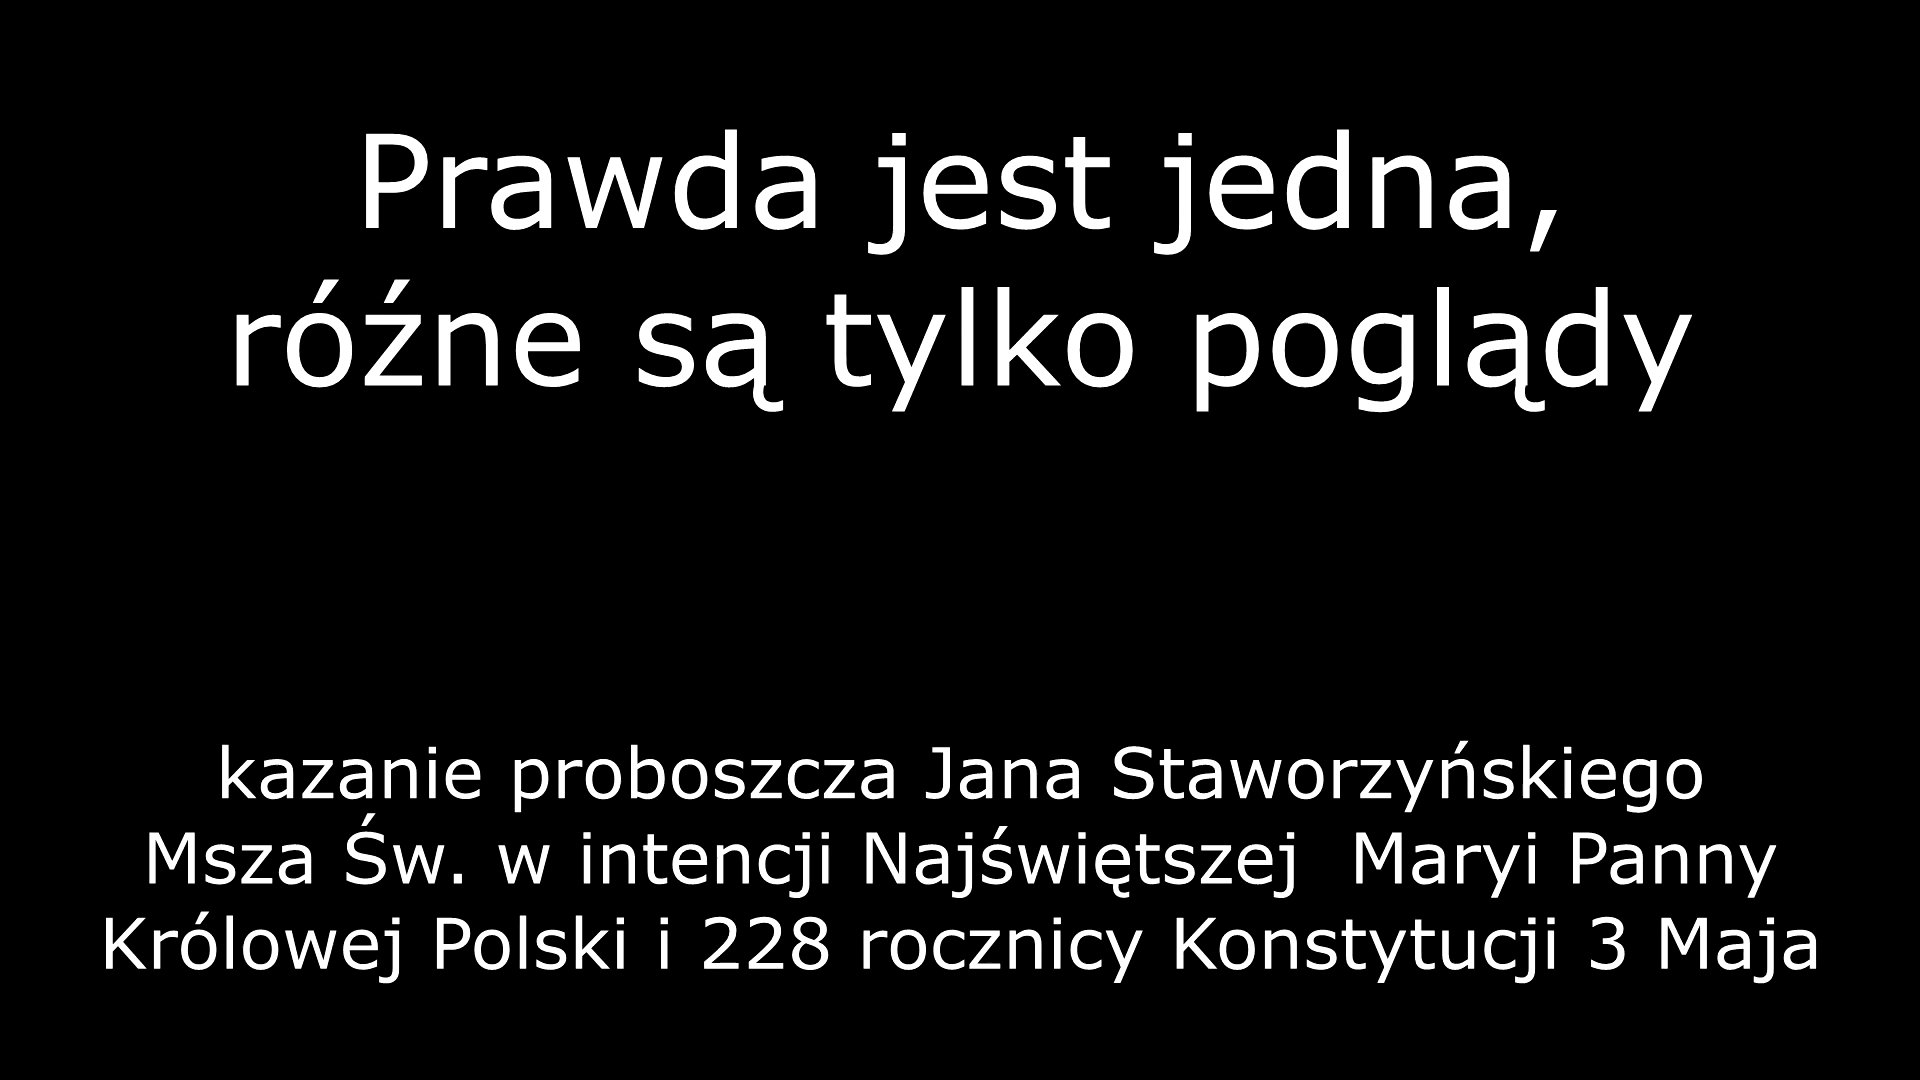 Prawda jest jedna,
róźne są tylko poglądy
kazanie proboszcza Jana Staworzyńskiego
Msza Św. w intencji Najświętszej  Maryi Panny
Królowej Polski i 228 rocznicy Konstytucji 3 Maja